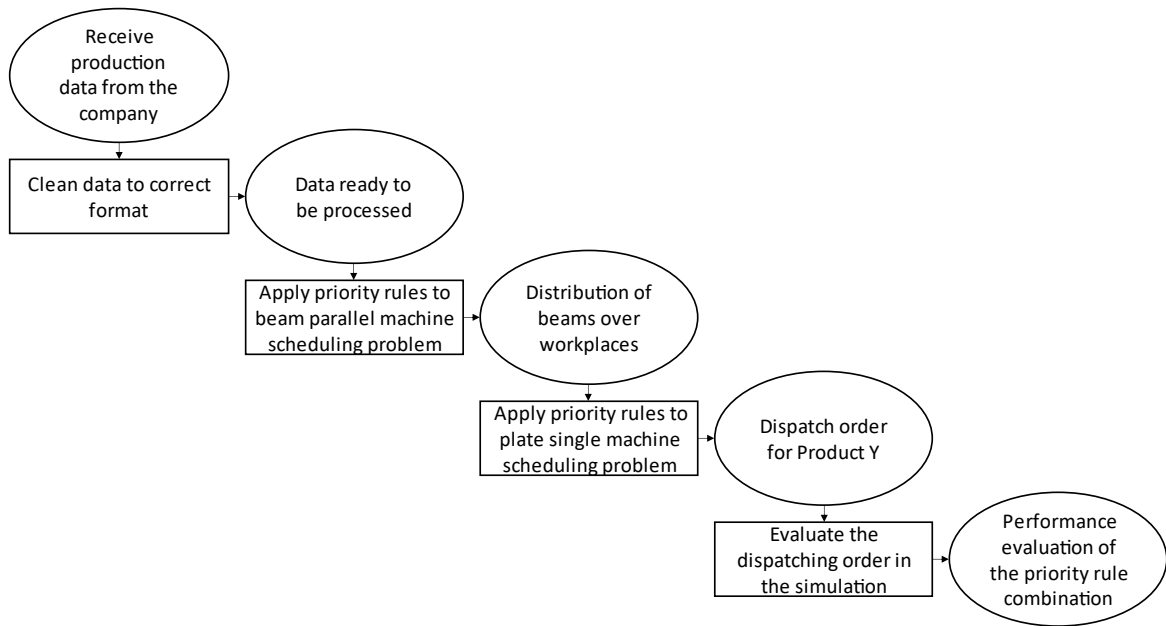 Receive
production
data from the
company
Clean data to correct
format
Data ready to
be processed
Apply priority rules to
beam parallel machine
scheduling problem
Distribution of
beams over
workplaces
Apply priority rules to
plate single machine
scheduling problem
Dispatch order
for Product Y
Evaluate the
dispatching order in
the simulation
Performance
evaluation of
the priority rule
combination